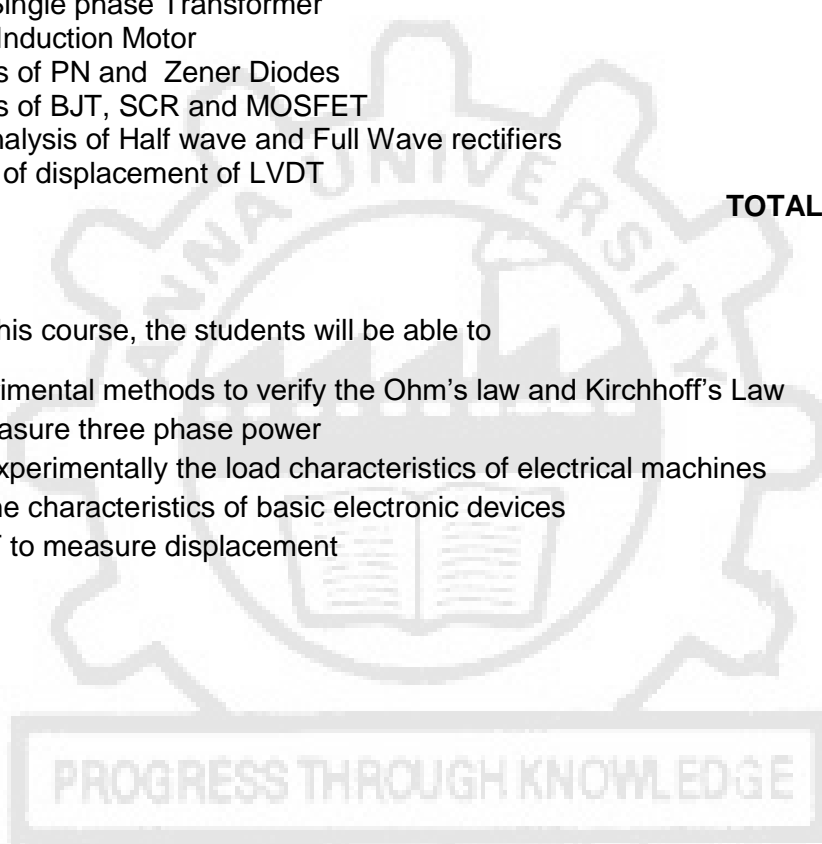 Single phase Transformer
Induction Motor
s of PN and Zener Diodes
s of BJT, SCR and MOSFET
nalysis of Half wave and Full Wave rectifiers
of displacement of LVDT
TOTAL
his course, the students will be able to
rimental methods to verify the Ohm's law and Kirchhoff's Law
asure three phase power
xperimentally the load characteristics of electrical machines
he characteristics of basic electronic devices
to measure displacement
ANNA UNIVERSITY
PROGRESS THROUGH KNOWLEDGE